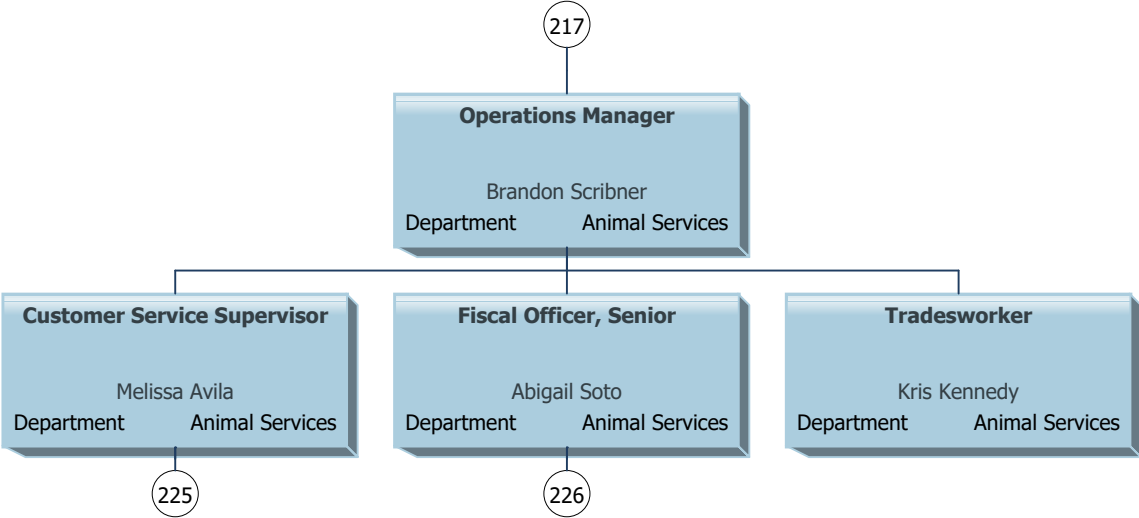 217
Operations Manager
Brandon Scribner
Department Animal Services
Customer Service Supervisor
Melissa Avila
Department Animal Services
225
Fiscal Officer, Senior
Abigail Soto
Department Animal Services
226
Tradesworker
Kris Kennedy
Department Animal Services